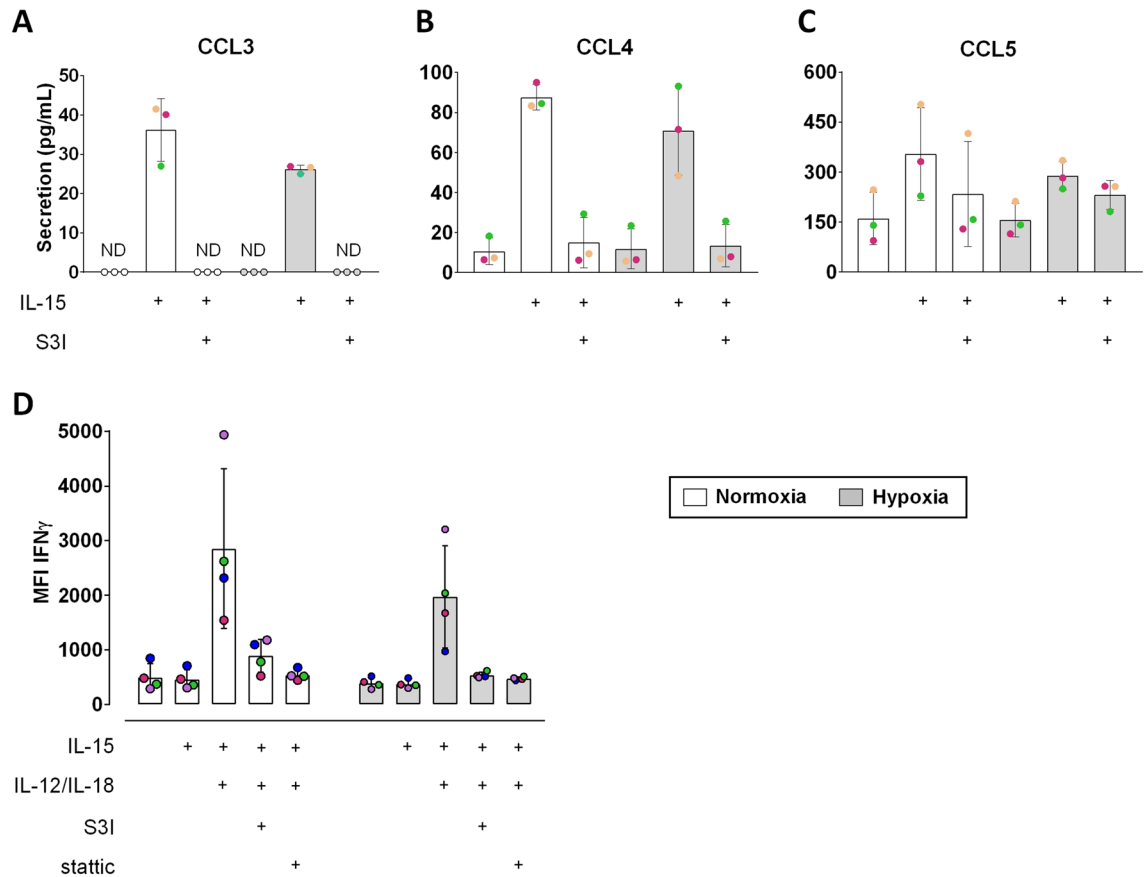 A
B
C
CCL3
CCL4
CCL5
Secretion (pg/mL)
50
40
30
20
10
0
ND
ND
ND
ND
100
80
60
40
20
0
600
450
300
150
0
IL-15 + + + + + + + + + + + +
S3I + + + + + +
D
MFI IFNγ
5000
4000
3000
2000
1000
0
Normoxia Hypoxia
IL-15 + + + + + + + +
IL-12/IL-18 + + + + + +
S3I + +
stattic + +